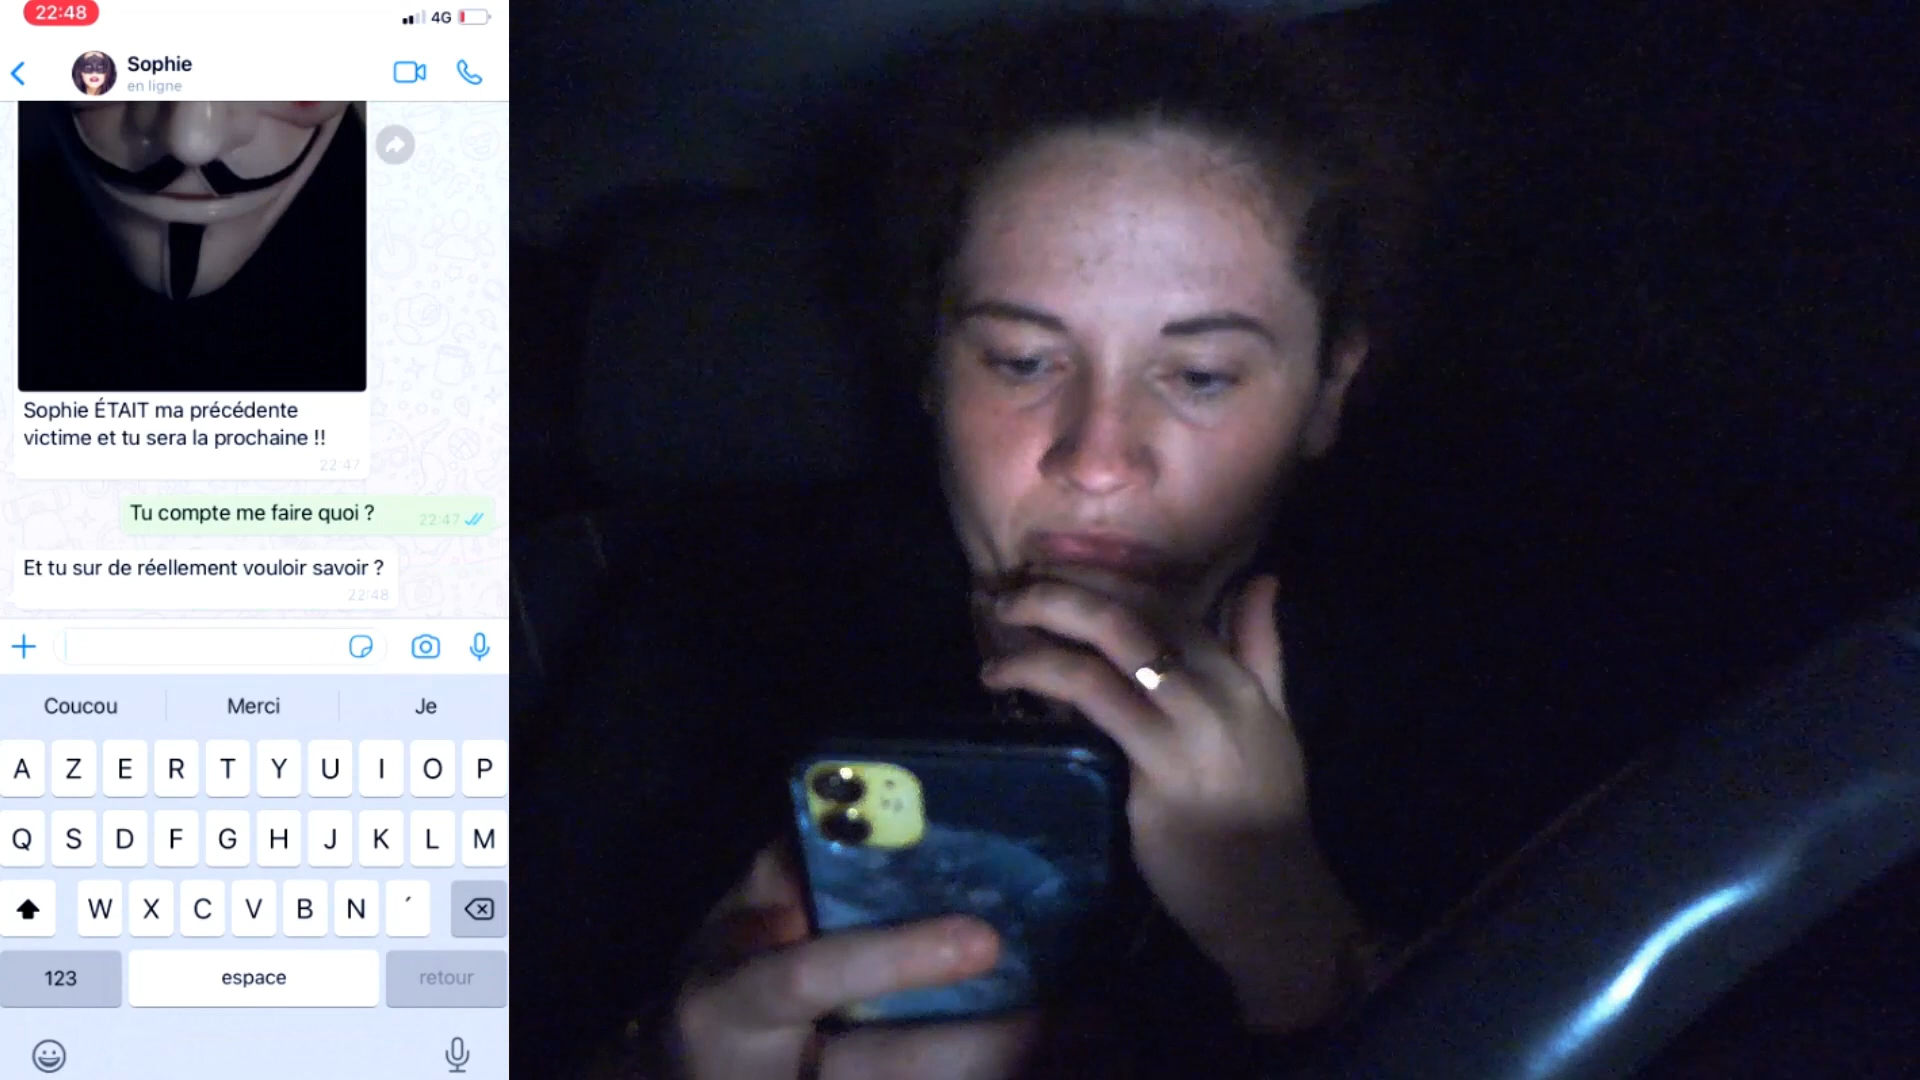 22:48
4G
Sophie
en ligne
Sophie ÉTAIT ma précédente
victime et tu sera la prochaine !!
22:47
Tu compte me faire quoi ?
22:47
Et tu sur de réellement vouloir savoir ?
22:48
Coucou Merci Je
A Z E R T Y U I O P
Q S D F G H J K L M
W X C V B N ´
123 espace retour